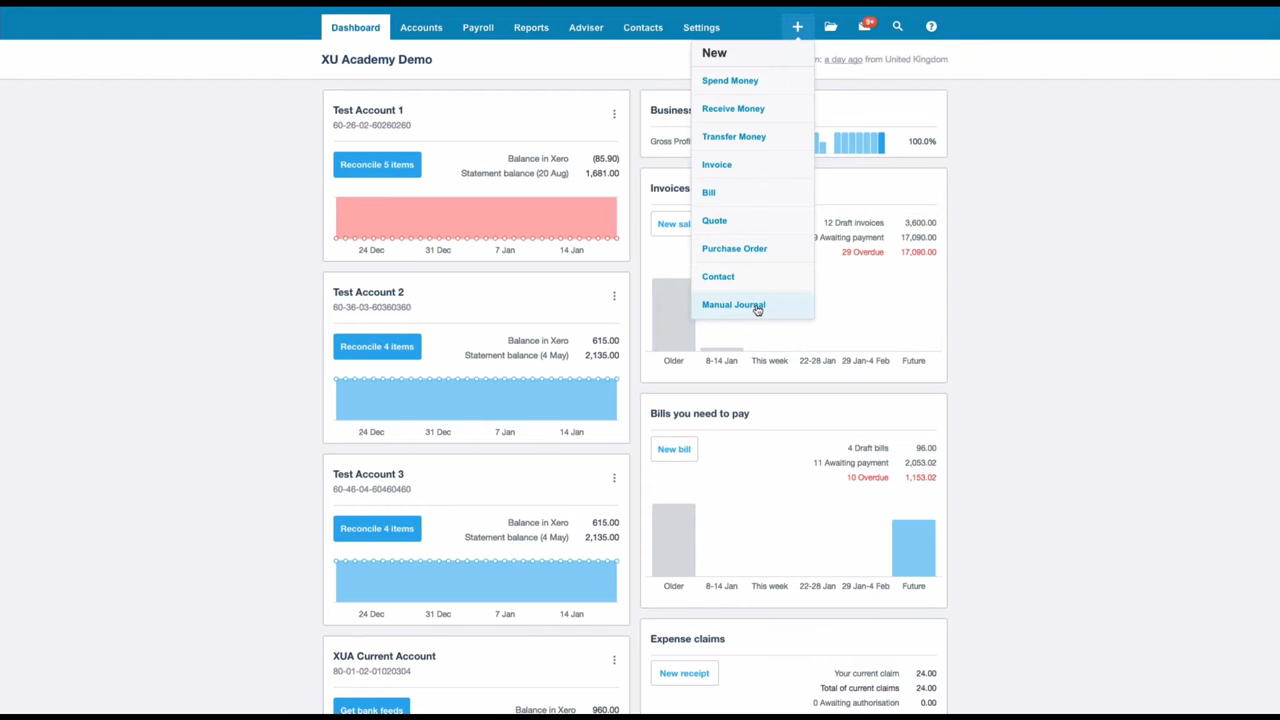 Dashboard Accounts Payroll Reports Adviser Contacts Settings + 9+ ?
XU Academy Demo
a day ago from United Kingdom
New
Spend Money
Receive Money
Transfer Money
Invoice
Bill
Quote
Purchase Order
Contact
Manual Journal
Test Account 1
60-26-02-60260260
Reconcile 5 items
Balance in Xero (85.90)
Statement balance (20 Aug) 1,681.00
24 Dec 31 Dec 7 Jan 14 Jan
Test Account 2
60-36-03-60360360
Reconcile 4 items
Balance in Xero 615.00
Statement balance (4 May) 2,135.00
24 Dec 31 Dec 7 Jan 14 Jan
Test Account 3
60-46-04-60460460
Reconcile 4 items
Balance in Xero 615.00
Statement balance (4 May) 2,135.00
24 Dec 31 Dec 7 Jan 14 Jan
XUA Current Account
80-01-02-01020304
Get bank feeds
Balance in Xero 960.00
Business
Gross Profi 100.0%
Invoices
New sal
12 Draft invoices 3,600.00
9 Awaiting payment 17,090.00
29 Overdue 17,090.00
Older 8-14 Jan This week 22-28 Jan 29 Jan-4 Feb Future
Bills you need to pay
New bill
4 Draft bills 96.00
11 Awaiting payment 2,053.02
10 Overdue 1,153.02
Older 8-14 Jan This week 22-28 Jan 29 Jan-4 Feb Future
Expense claims
New receipt
Your current claim 24.00
Total of current claims 24.00
0 Awaiting authorisation 0.00